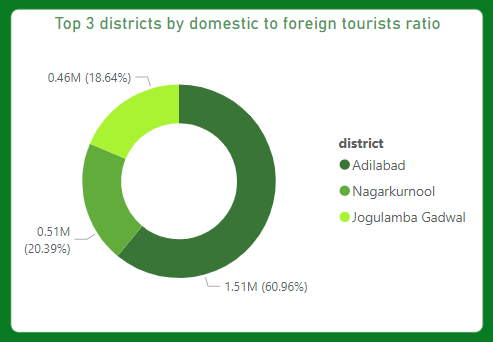 Top 3 districts by domestic to foreign tourists ratio
0.46M (18.64%)
district
Adilabad
Nagarkurnool
Jogulamba Gadwal
0.51M
(20.39%)
1.51M (60.96%)